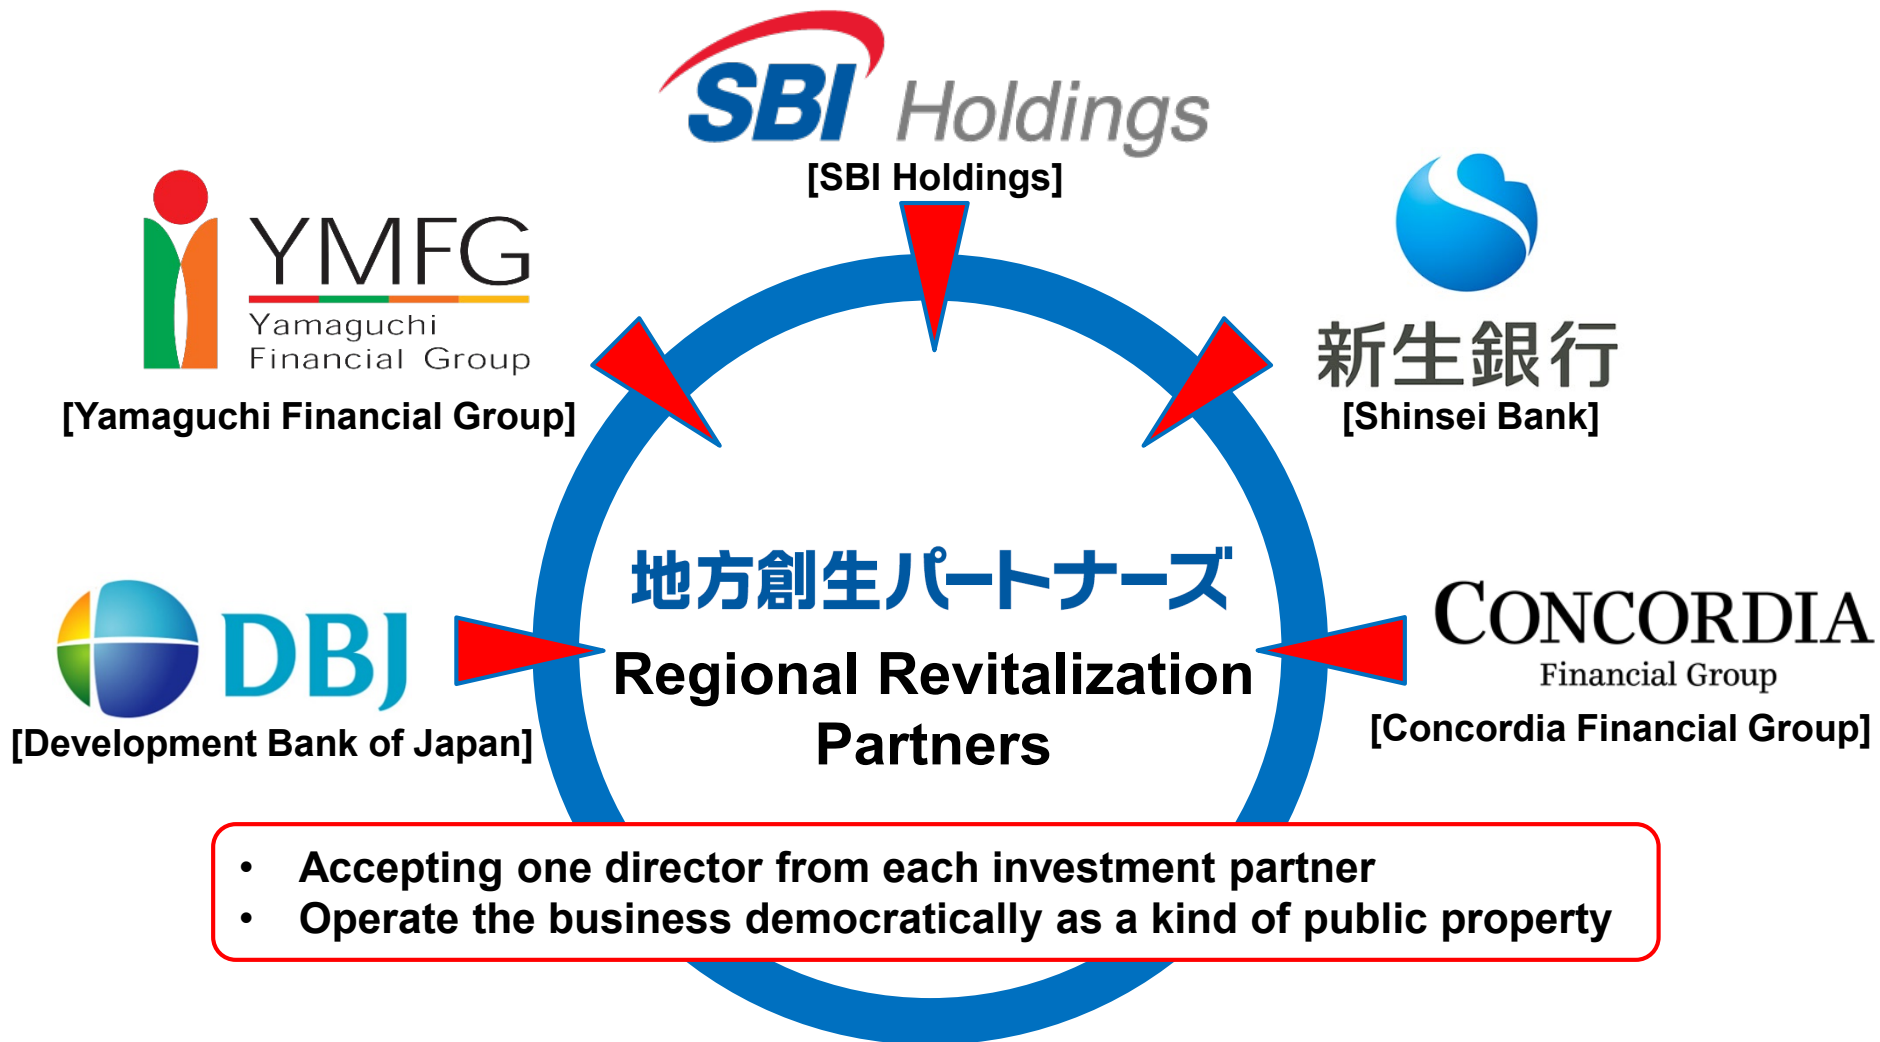 SBI Holdings
[SBI Holdings]
YMFG
Yamaguchi
Financial Group
[Yamaguchi Financial Group]
新生銀行
[Shinsei Bank]
DBJ
[Development Bank of Japan]
地方創生パートナーズ
Regional Revitalization
Partners
CONCORDIA
Financial Group
[Concordia Financial Group]
• Accepting one director from each investment partner
• Operate the business democratically as a kind of public property